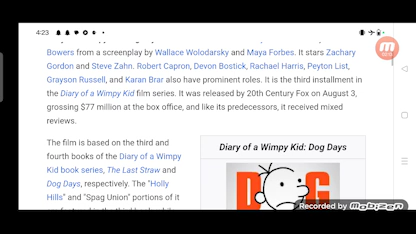 4:23
Bowers from a screenplay by Wallace Wolodarsky and Maya Forbes. It stars Zachary
Gordon and Steve Zahn. Robert Capron, Devon Bostick, Rachael Harris, Peyton List,
Grayson Russell, and Karan Brar also have prominent roles. It is the third installment in
the Diary of a Wimpy Kid film series. It was released by 20th Century Fox on August 3,
grossing $77 million at the box office, and like its predecessors, it received mixed
reviews.
The film is based on the third and
fourth books of the Diary of a Wimpy
Kid book series, The Last Straw and
Dog Days, respectively. The "Holly
Hills" and "Spag Union" portions of it
Diary of a Wimpy Kid: Dog Days
D G
Recorded by Mobizen